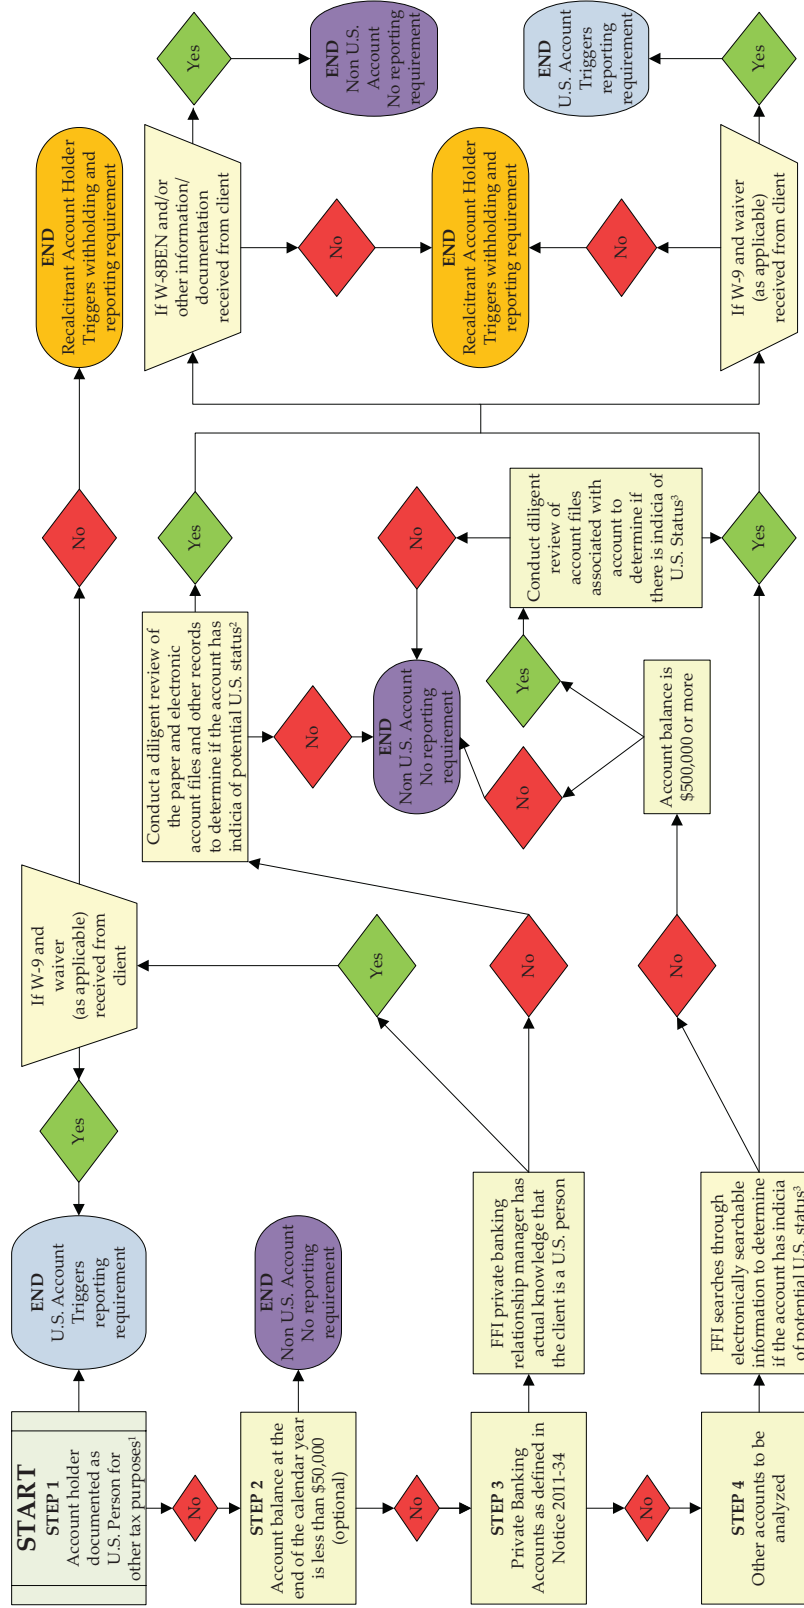 START
STEP 1
Account holder
documented as
U.S. Person for
other tax purposes¹
END
U.S. Account
Triggers
reporting
requirement
Yes
If W-9 and
waiver
(as applicable)
received from
client
No
END
Recalcitrant Account Holder
Triggers withholding and
reporting requirement
No
STEP 2
Account balance at the
end of the calendar year
is less than $50,000
(optional)
END
Non U.S. Account
No reporting
requirement
No
STEP 3
Private Banking
Accounts as defined in
Notice 2011-34
FFI private banking
relationship manager has
actual knowledge that
the client is a U.S. person
Yes
No
Conduct a diligent review of
the paper and electronic
account files and other records
to determine if the account has
indicia of potential U.S. status²
Yes
No
END
Non U.S. Account
No reporting
requirement
No
STEP 4
Other accounts to be
analyzed
FFI searches through
electronically searchable
information to determine
if the account has indicia
of potential U.S. status³
No
Account balance is
$500,000 or more
No
Yes
Conduct diligent
review of
account files
associated with
account to
determine if
there is indicia of
U.S. Status³
No
Yes
If W-8BEN and/or
other information/
documentation
received from client
Yes
END
Non U.S.
Account
No reporting
requirement
No
END
Recalcitrant Account Holder
Triggers withholding and
reporting requirement
No
If W-9 and waiver
(as applicable)
received from client
Yes
END
U.S. Account
Triggers
reporting
requirement